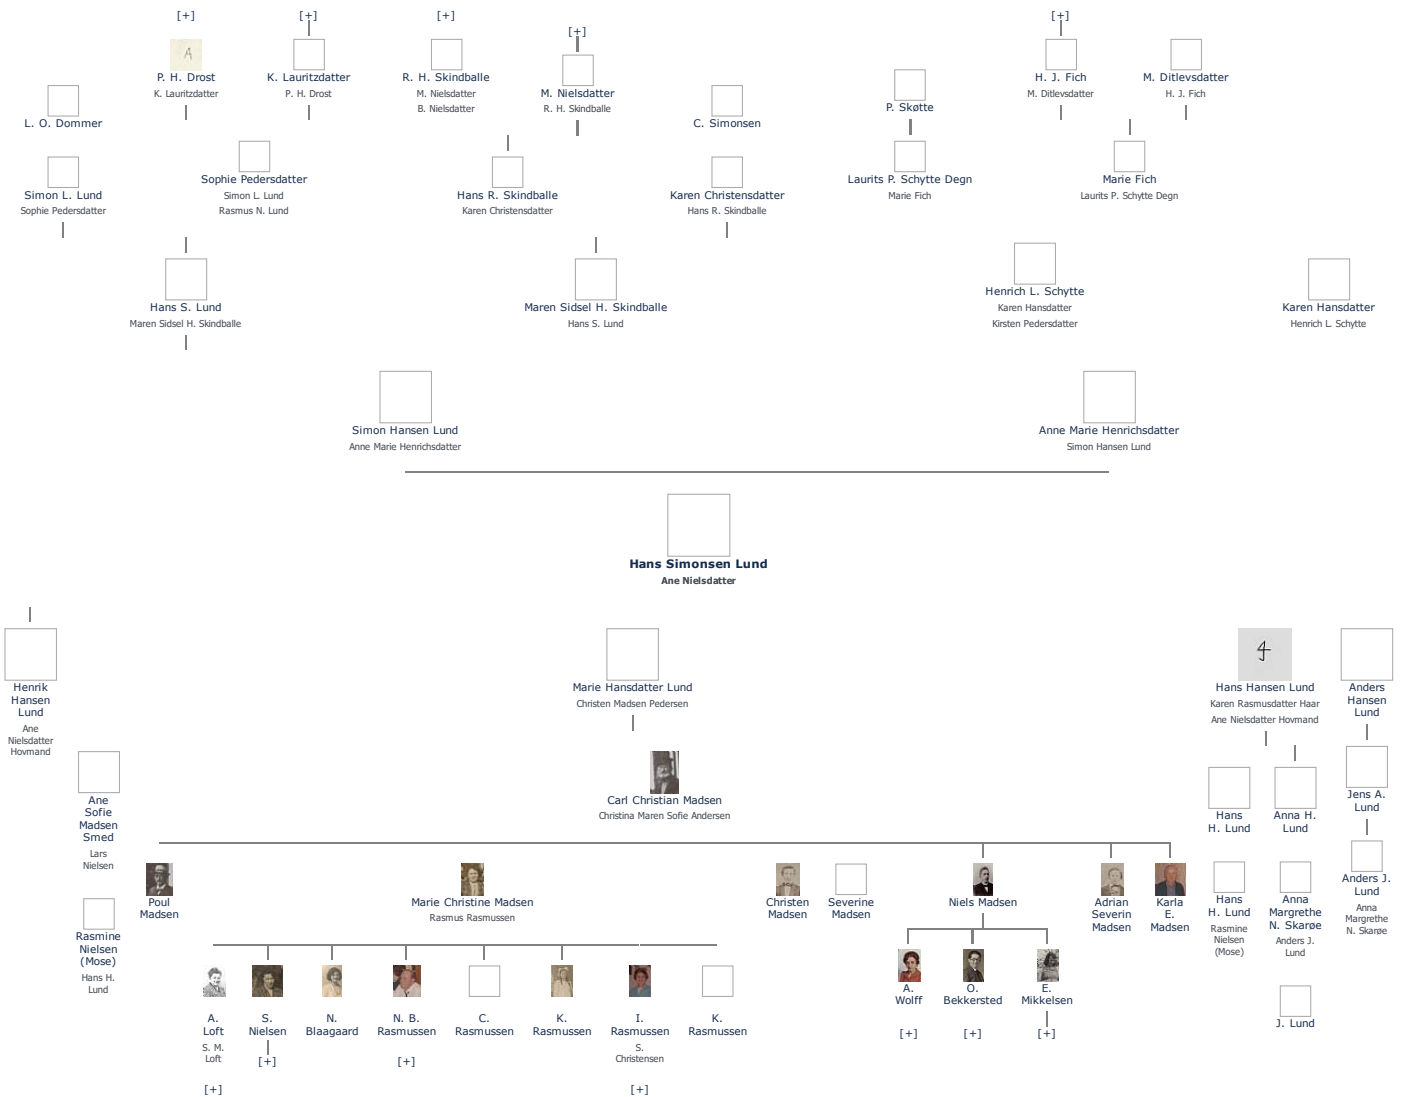 [+]
[+]
[+]
[+]
[+]
P. H. Drost
K. Lauritzdatter
K. Lauritzdatter
P. H. Drost
R. H. Skindballe
M. Nielsdatter
B. Nielsdatter
M. Nielsdatter
R. H. Skindballe
H. J. Fich
M. Ditlevsdatter
M. Ditlevsdatter
H. J. Fich
L. O. Dommer
C. Simonsen
P. Skøtte
Simon L. Lund
Sophie Pedersdatter
Sophie Pedersdatter
Simon L. Lund
Rasmus N. Lund
Hans R. Skindballe
Karen Christensdatter
Karen Christensdatter
Hans R. Skindballe
Laurits P. Schytte Degn
Marie Fich
Marie Fich
Laurits P. Schytte Degn
Hans S. Lund
Maren Sidsel H. Skindballe
Maren Sidsel H. Skindballe
Hans S. Lund
Henrich L. Schytte
Karen Hansdatter
Kirsten Pedersdatter
Karen Hansdatter
Henrich L. Schytte
Simon Hansen Lund
Anne Marie Henrichsdatter
Anne Marie Henrichsdatter
Simon Hansen Lund
Hans Simonsen Lund
Ane Nielsdatter
Henrik
Hansen
Lund
Ane
Nielsdatter
Hovmand
Marie Hansdatter Lund
Christen Madsen Pedersen
Hans Hansen Lund
Karen Rasmusdatter Haar
Ane Nielsdatter Hovmand
Anders
Hansen
Lund
Ane
Sofie
Madsen
Smed
Lars
Nielsen
Carl Christian Madsen
Christina Maren Sofie Andersen
Hans
H. Lund
Anna H.
Lund
Jens A.
Lund
Rasmine
Nielsen
(Mose)
Hans H.
Lund
Poul
Madsen
Marie Christine Madsen
Rasmus Rasmussen
Christen
Madsen
Severine
Madsen
Niels Madsen
Adrian
Severin
Madsen
Karla
E.
Madsen
Hans
H. Lund
Rasmine
Nielsen
(Mose)
Anna
Margrethe
N. Skarøe
Anders J.
Lund
Anders J.
Lund
Anna
Margrethe
N. Skarøe
A.
Loft
S. M.
Loft
[+]
S.
Nielsen
[+]
N.
Blaagaard
N. B.
Rasmussen
[+]
C.
Rasmussen
K.
Rasmussen
I.
Rasmussen
S.
Christensen
[+]
K.
Rasmussen
A.
Wolff
[+]
O.
Bekkersted
[+]
E.
Mikkelsen
[+]
J. Lund